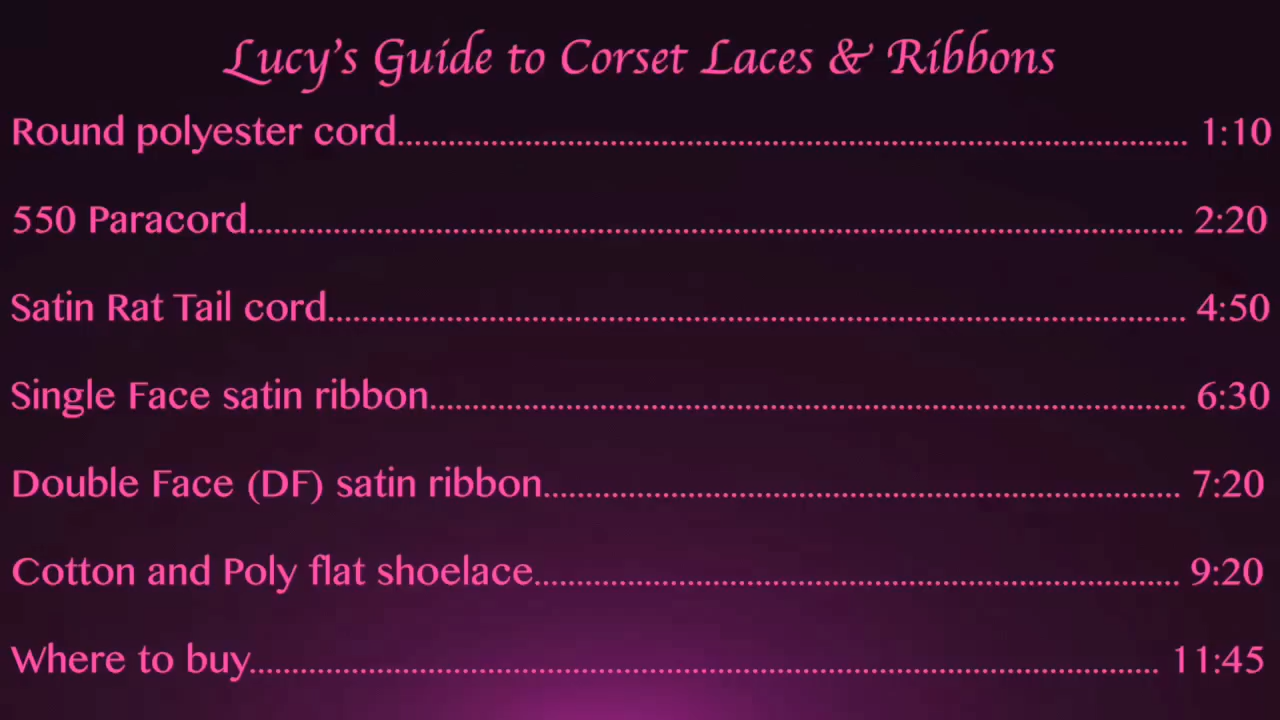 Lucy's Guide to Corset Laces & Ribbons
Round polyester cord........................................................................................... 1:10
550 Paracord............................................................................................................ 2:20
Satin Rat Tail cord................................................................................................... 4:50
Single Face satin ribbon....................................................................................... 6:30
Double Face (DF) satin ribbon......................................................................... 7:20
Cotton and Poly flat shoelace.......................................................................... 9:20
Where to buy......................................................................................................... 11:45